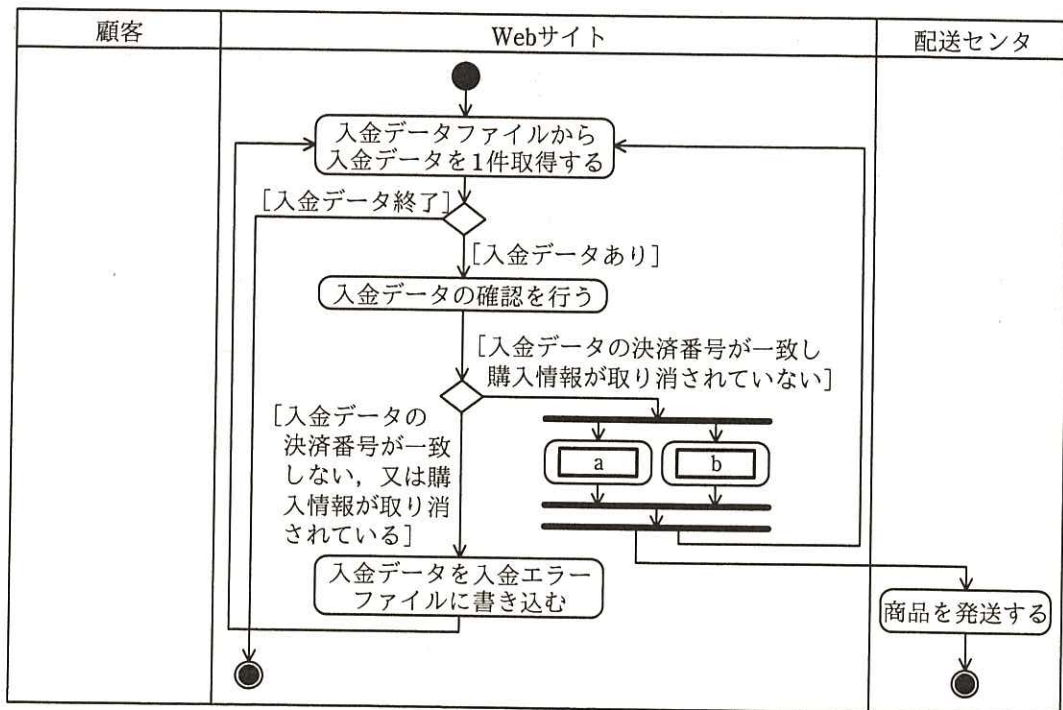 顧客
Webサイト
配送センタ
入金データファイルから
入金データを1件取得する
[入金データ終了]
[入金データあり]
入金データの確認を行う
[入金データの決済番号が一致し
購入情報が取り消されていない]
[入金データの
決済番号が一致
しない，又は購
入情報が取り消
されている]
a
b
入金データを入金エラー
ファイルに書き込む
商品を発送する